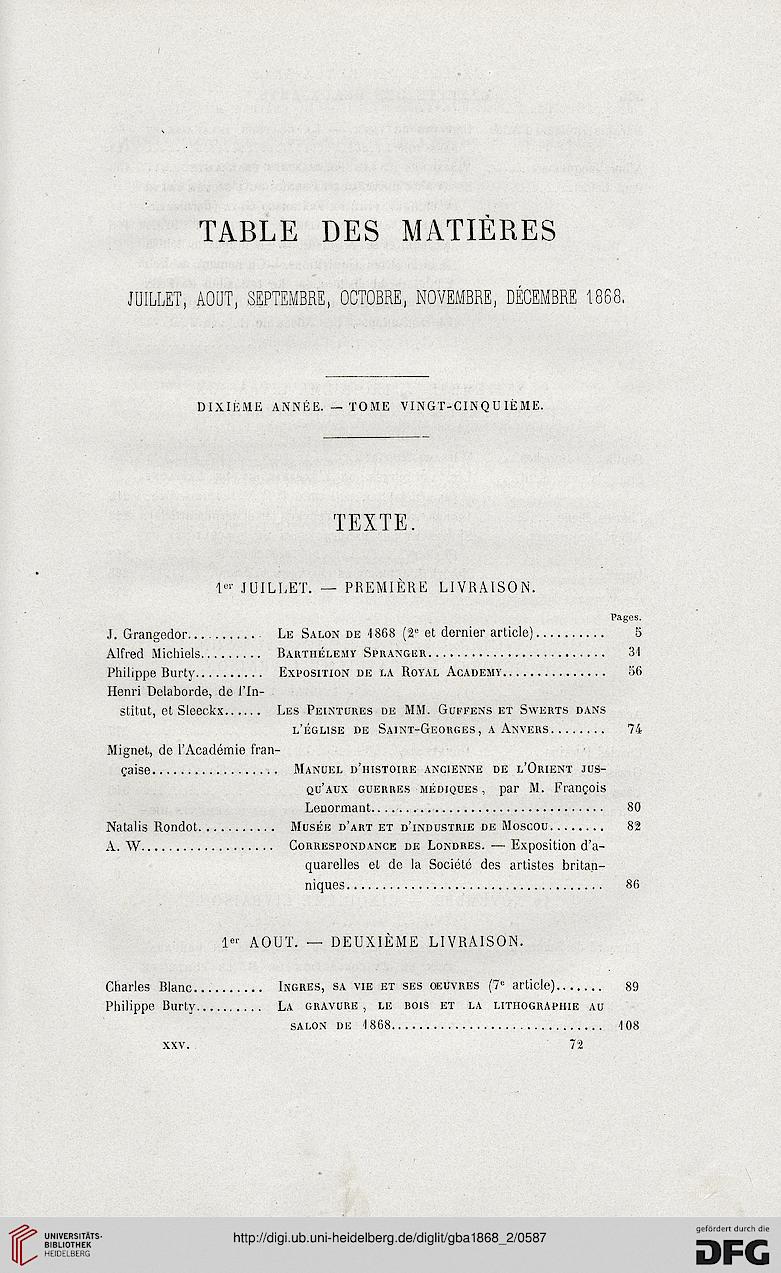 TABLE DES MATIÈRES
JUILLET, AOUT, SEPTEMBRE, OCTOBRE, NOVEMBRE, DÉCEMBRE 1868.
DIXIÈME ANNÉE. — TOME VINGT-CINQUIÈME.
TEXTE.
1er JUILLET. — PREMIÈRE LIVRAISON.
Pages.
J. Grangedor.......... LE SALON DE 1868 (2e et dernier article).......... 5
Alfred Michiels......... BARTHÉLEMY SPRANGER.......................... 31
Philippe Burty.......... EXPOSITION DE LA ROYAL ACADEMY............... 56
Henri Delaborde, de l'In-
stitut, et Sleeckx...... LES PEINTURES DE MM. GUFFENS ET SWERTS DANS
L'ÉGLISE DE SAINT-GEORGES, A ANVERS........ 74
Mignet, de l'Académie fran-
çaise.................. MANUEL D'HISTOIRE ANCIENNE DE L'ORIENT JUS-
QU'AUX GUERRES MÉDIQUES, par M. François
Lenormant.................................. 80
Natalis Rondot........... MUSÉE D'ART ET D'INDUSTRIE DE MOSCOU........ 82
A. W................... CORRESPONDANCE DE LONDRES. — Exposition d'a-
quarelles et de la Société des artistes britan-
niques..................................... 86
1er AOUT. — DEUXIÈME LIVRAISON.
Charles Blanc.......... INGRES, SA VIE ET SES ŒUVRES (7e article)....... 89
Philippe Burty.......... LA GRAVURE, LE BOIS ET LA LITHOGRAPHIE AU
SALON DE 1868............................... 108
XXV. 72
UNIVERSITÄTS-
BIBLIOTHEK
HEIDELBERG
http://digi.ub.uni-heidelberg.de/diglit/gba1868_2/0587
gefördert durch die
DFG